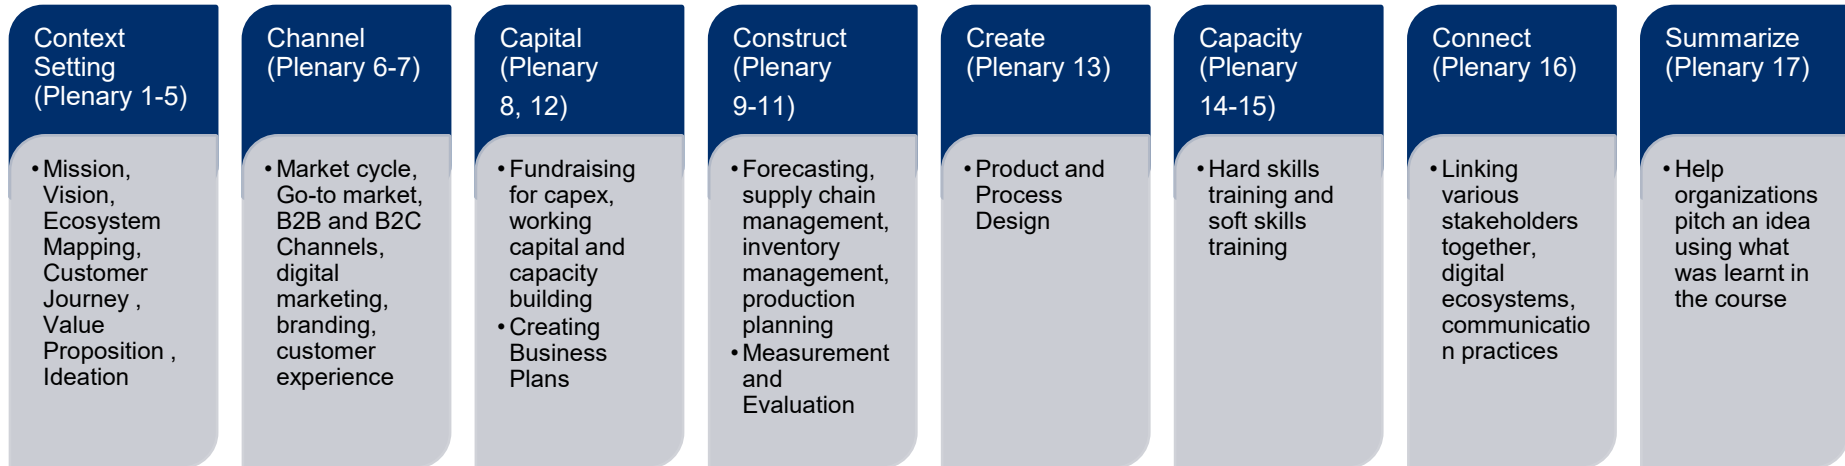 Context
Setting
(Plenary 1-5)
• Mission,
Vision,
Ecosystem
Mapping,
Customer
Journey ,
Value
Proposition ,
Ideation
Channel
(Plenary 6-7)
• Market cycle,
Go-to market,
B2B and B2C
Channels,
digital
marketing,
branding,
customer
experience
Capital
(Plenary
8, 12)
• Fundraising
for capex,
working
capital and
capacity
building
• Creating
Business
Plans
Construct
(Plenary
9-11)
• Forecasting,
supply chain
management,
inventory
management,
production
planning
• Measurement
and
Evaluation
Create
(Plenary 13)
• Product and
Process
Design
Capacity
(Plenary
14-15)
• Hard skills
training and
soft skills
training
Connect
(Plenary 16)
• Linking
various
stakeholders
together,
digital
ecosystems,
communicatio
n practices
Summarize
(Plenary 17)
• Help
organizations
pitch an idea
using what
was learnt in
the course